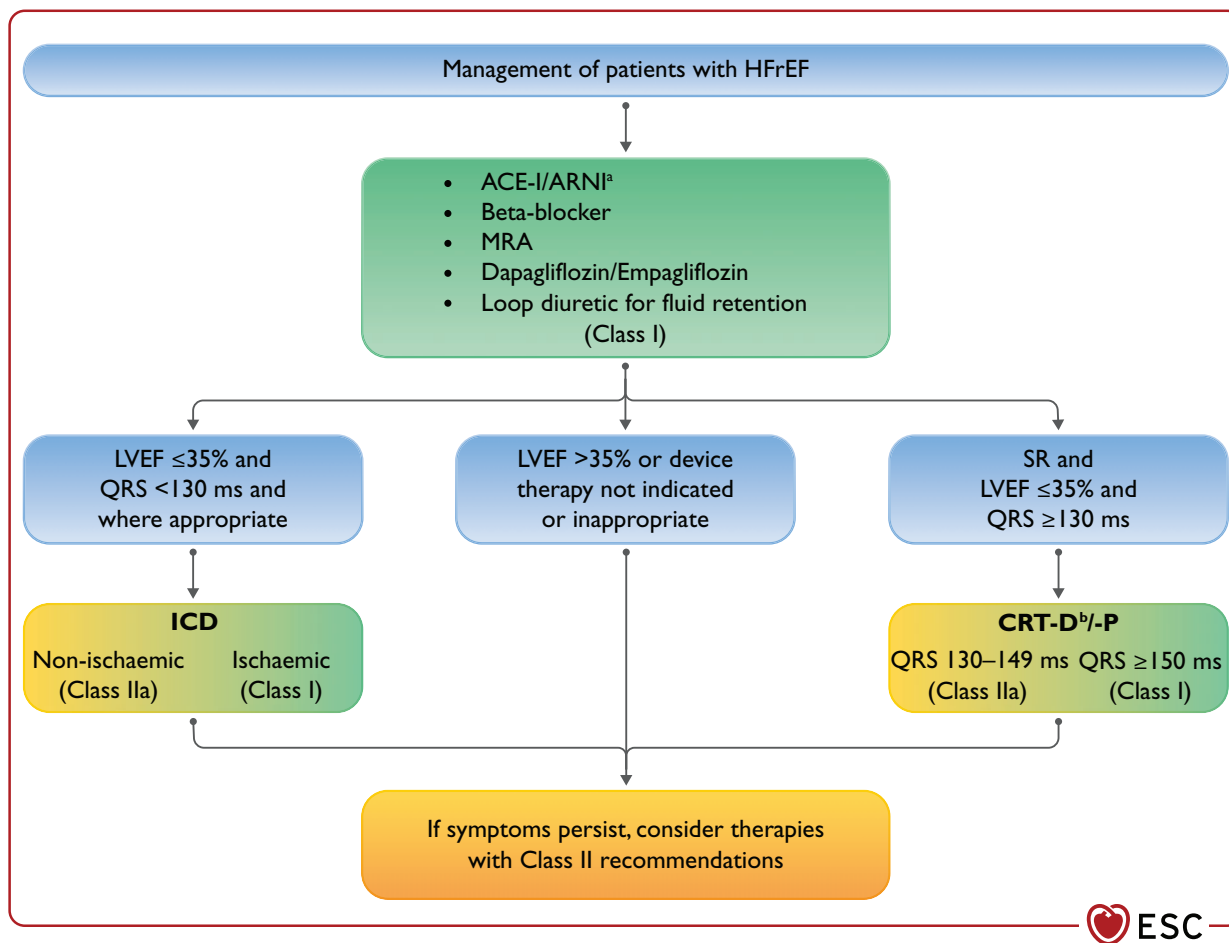 Management of patients with HFrEF
• ACE-I/ARNIᵃ
• Beta-blocker
• MRA
• Dapagliflozin/Empagliflozin
• Loop diuretic for fluid retention
(Class I)
LVEF ≤35% and
QRS <130 ms and
where appropriate
LVEF >35% or device
therapy not indicated
or inappropriate
SR and
LVEF ≤35% and
QRS ≥130 ms
ICD
Non-ischaemic
(Class IIa)
Ischaemic
(Class I)
CRT-Dᵇ/-P
QRS 130–149 ms
(Class IIa)
QRS ≥150 ms
(Class I)
If symptoms persist, consider therapies
with Class II recommendations
ESC